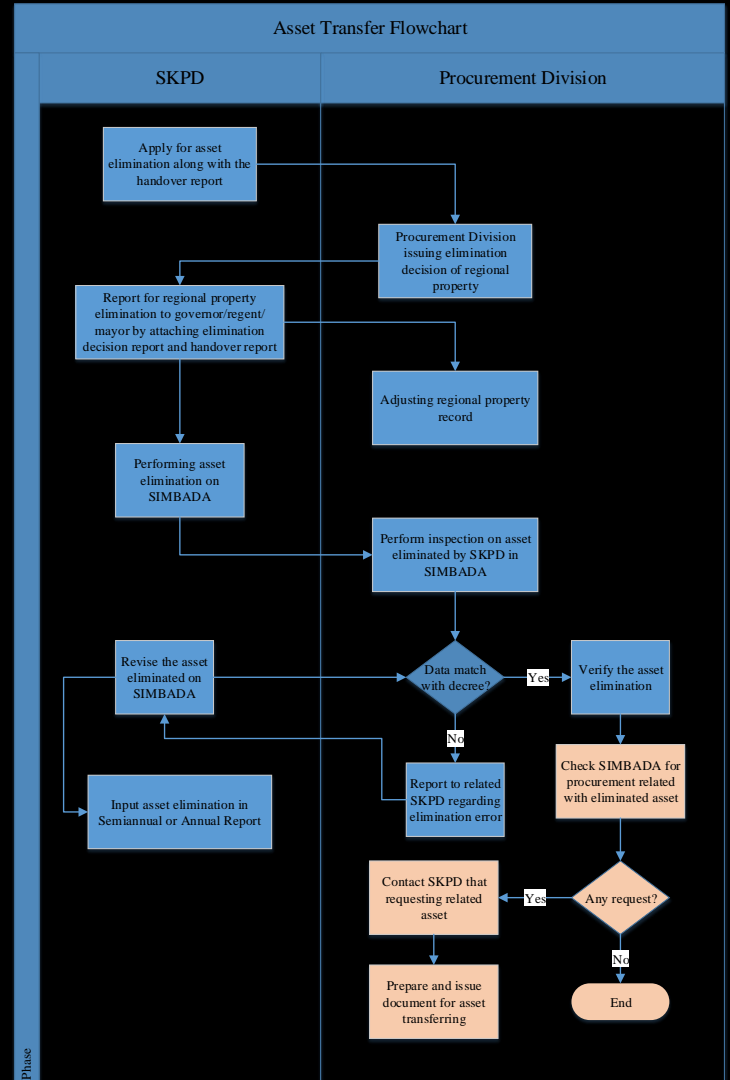 Asset Transfer Flowchart
SKPD
Procurement Division
Apply for asset
elimination along with the
handover report
Procurement Division
issuing elimination
decision of regional
property
Report for regional property
elimination to governor/regent/
mayor by attaching elimination
decision report and handover report
Adjusting regional property
record
Performing asset
elimination on
SIMBADA
Perform inspection on asset
eliminated by SKPD in
SIMBADA
Revise the asset
eliminated on
SIMBADA
Data match
with decree?
Yes
Verify the asset
elimination
No
Report to related
SKPD regarding
elimination error
Check SIMBADA for
procurement related
with eliminated asset
Input asset elimination in
Semiannual or Annual Report
Contact SKPD that
requesting related
asset
Yes
Any request?
No
Prepare and issue
document for asset
transferring
End
Phase